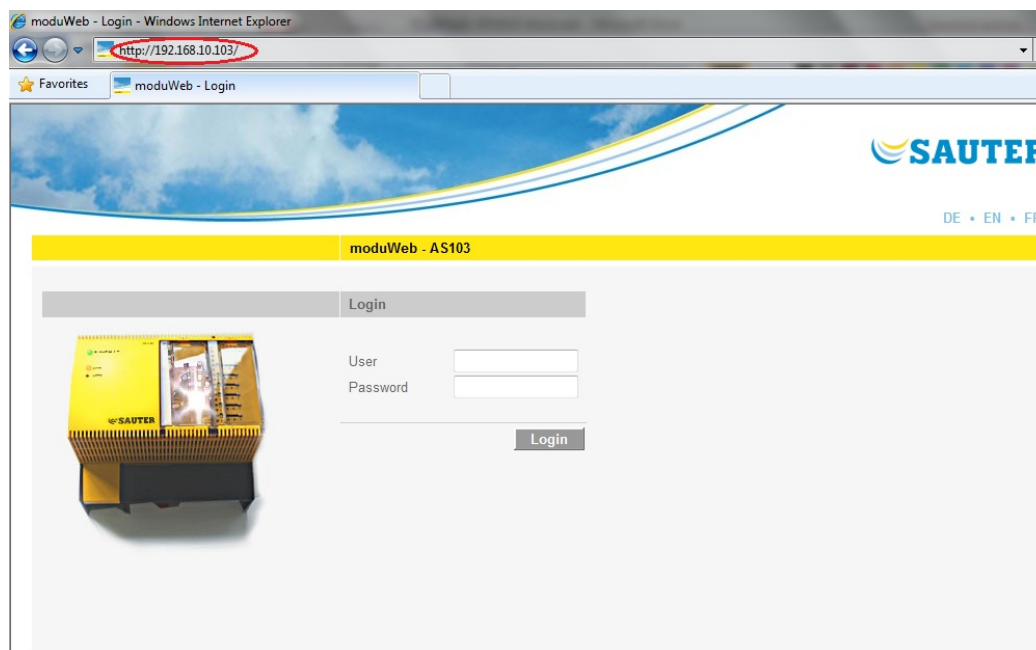 moduWeb - Login - Windows Internet Explorer
http://192.168.10.103/
Favorites
moduWeb - Login
SAUTER
DE • EN • FR
moduWeb - AS103
Login
User
Password
SAUTER
Login